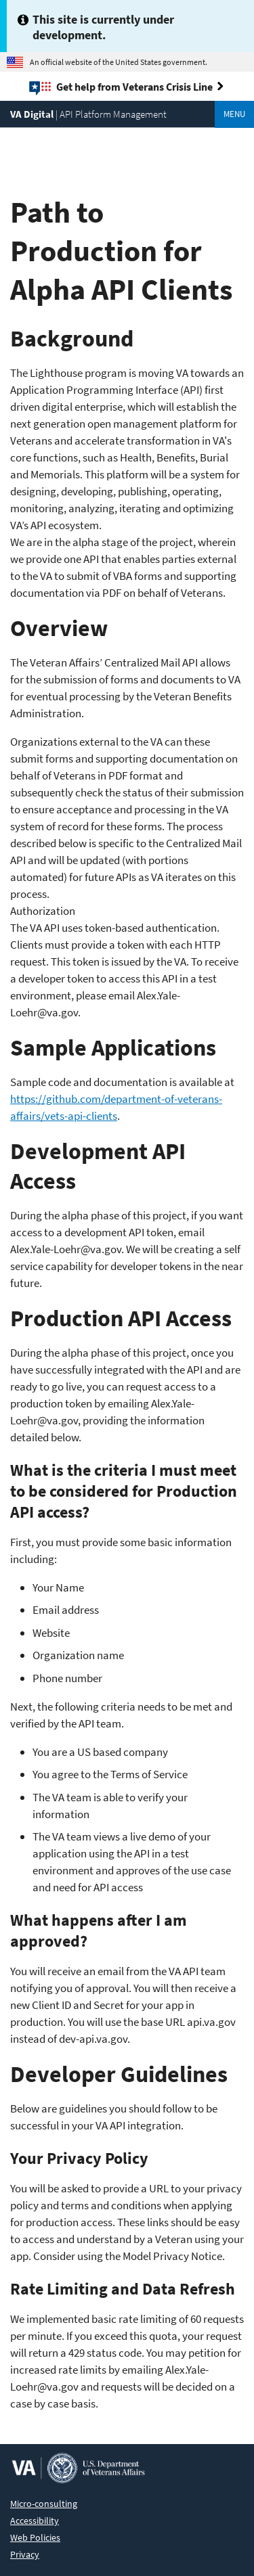 This site is currently under
development.
An official website of the United States government.
Get help from Veterans Crisis Line
VA Digital | API Platform Management
MENU
Path to
Production for
Alpha API Clients
Background
The Lighthouse program is moving VA towards an
Application Programming Interface (API) first
driven digital enterprise, which will establish the
next generation open management platform for
Veterans and accelerate transformation in VA's
core functions, such as Health, Benefits, Burial
and Memorials. This platform will be a system for
designing, developing, publishing, operating,
monitoring, analyzing, iterating and optimizing
VA's API ecosystem.
We are in the alpha stage of the project, wherein
we provide one API that enables parties external
to the VA to submit of VBA forms and supporting
documentation via PDF on behalf of Veterans.
Overview
The Veteran Affairs’ Centralized Mail API allows
for the submission of forms and documents to VA
for eventual processing by the Veteran Benefits
Administration.
Organizations external to the VA can these
submit forms and supporting documentation on
behalf of Veterans in PDF format and
subsequently check the status of their submission
to ensure acceptance and processing in the VA
system of record for these forms. The process
described below is specific to the Centralized Mail
API and will be updated (with portions
automated) for future APIs as VA iterates on this
process.
Authorization
The VA API uses token-based authentication.
Clients must provide a token with each HTTP
request. This token is issued by the VA. To receive
a developer token to access this API in a test
environment, please email Alex.Yale-
Loehr@va.gov.
Sample Applications
Sample code and documentation is available at
https://github.com/department-of-veterans-
affairs/vets-api-clients.
Development API
Access
During the alpha phase of this project, if you want
access to a development API token, email
Alex.Yale-Loehr@va.gov. We will be creating a self
service capability for developer tokens in the near
future.
Production API Access
During the alpha phase of this project, once you
have successfully integrated with the API and are
ready to go live, you can request access to a
production token by emailing Alex.Yale-
Loehr@va.gov, providing the information
detailed below.
What is the criteria I must meet
to be considered for Production
API access?
First, you must provide some basic information
including:
• Your Name
• Email address
• Website
• Organization name
• Phone number
Next, the following criteria needs to be met and
verified by the API team.
• You are a US based company
• You agree to the Terms of Service
• The VA team is able to verify your
information
• The VA team views a live demo of your
application using the API in a test
environment and approves of the use case
and need for API access
What happens after I am
approved?
You will receive an email from the VA API team
notifying you of approval. You will then receive a
new Client ID and Secret for your app in
production. You will use the base URL api.va.gov
instead of dev-api.va.gov.
Developer Guidelines
Below are guidelines you should follow to be
successful in your VA API integration.
Your Privacy Policy
You will be asked to provide a URL to your privacy
policy and terms and conditions when applying
for production access. These links should be easy
to access and understand by a Veteran using your
app. Consider using the Model Privacy Notice.
Rate Limiting and Data Refresh
We implemented basic rate limiting of 60 requests
per minute. If you exceed this quota, your request
will return a 429 status code. You may petition for
increased rate limits by emailing Alex.Yale-
Loehr@va.gov and requests will be decided on a
case by case basis.
VA
U.S. Department
of Veterans Affairs
Micro-consulting
Accessibility
Web Policies
Privacy